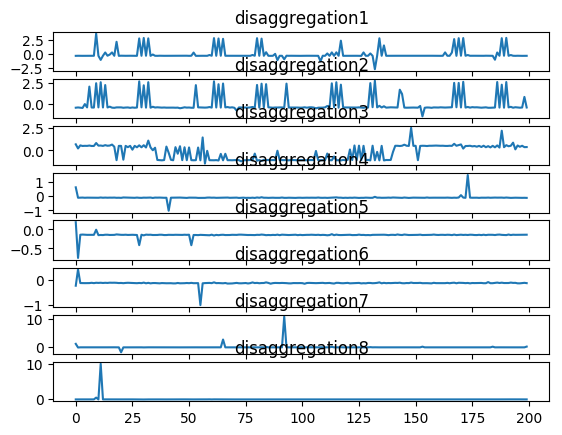 disaggregation1
2.5
0.0
−2.5
disaggregation2
2.5
0.0
disaggregation3
2.5
0.0
disaggregation4
1
0
−1
disaggregation5
0.0
−0.5
disaggregation6
0
−1
disaggregation7
10
0
disaggregation8
10
0
0 25 50 75 100 125 150 175 200